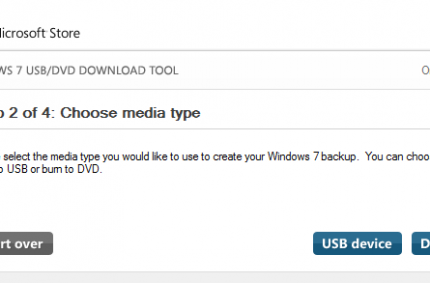 icrosoft Store
WS 7 USB/DVD DOWNLOAD TOOL
2 of 4: Choose media type
select the media type you would like to use to create your Windows 7 backup. You can choo
USB or burn to DVD.
rt over
USB device
D